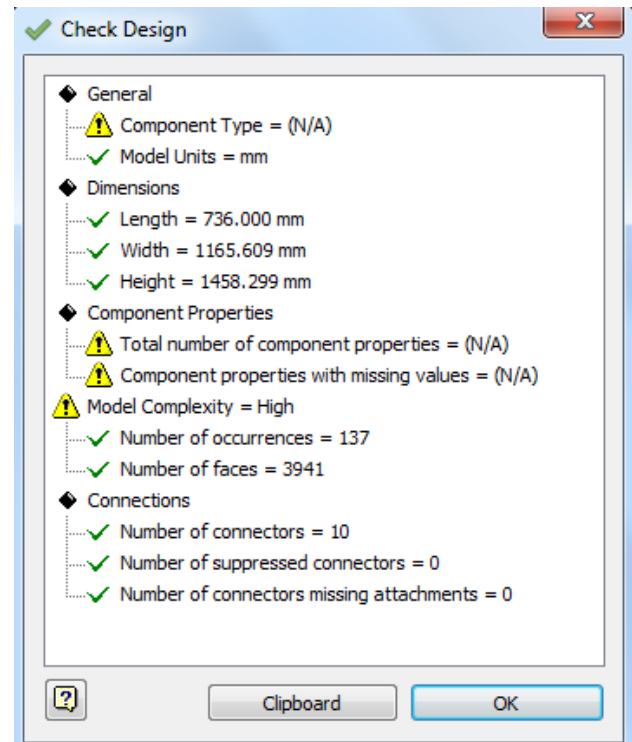 Check Design
General
Component Type = (N/A)
Model Units = mm
Dimensions
Length = 736.000 mm
Width = 1165.609 mm
Height = 1458.299 mm
Component Properties
Total number of component properties = (N/A)
Component properties with missing values = (N/A)
Model Complexity = High
Number of occurrences = 137
Number of faces = 3941
Connections
Number of connectors = 10
Number of suppressed connectors = 0
Number of connectors missing attachments = 0
Clipboard
OK